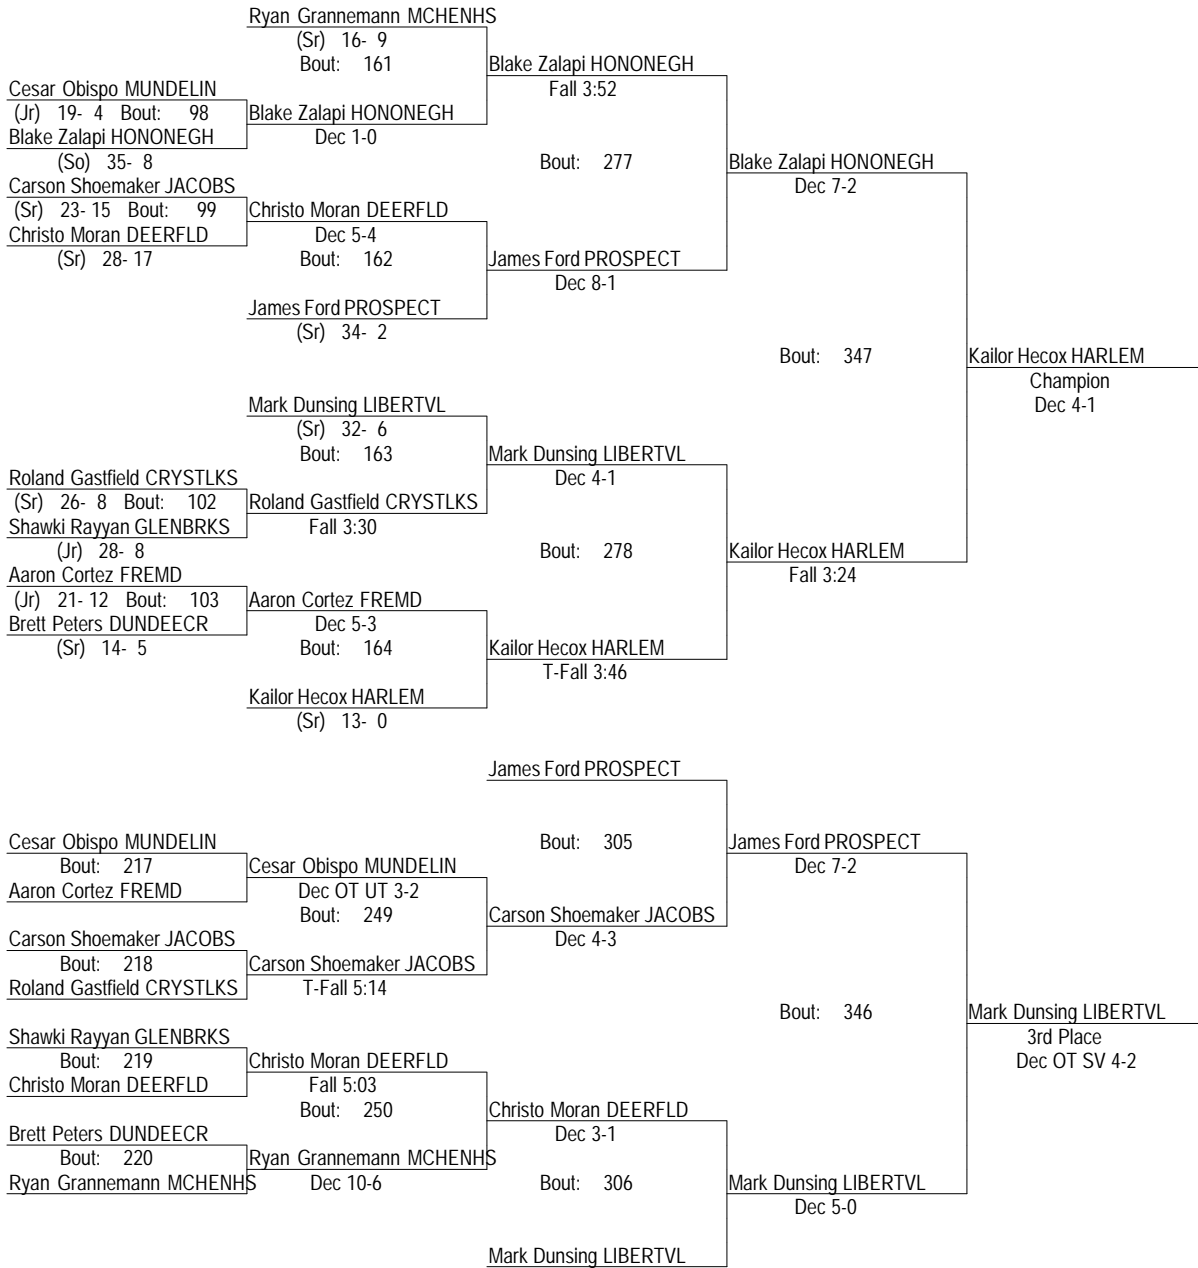 Ryan Grannemann MCHENHS
(Sr) 16- 9
Bout: 161
Blake Zalapi HONONEGH
Fall 3:52
Cesar Obispo MUNDELIN
(Jr) 19- 4 Bout: 98
Blake Zalapi HONONEGH
Dec 1-0
Blake Zalapi HONONEGH
(So) 35- 8
Bout: 277
Blake Zalapi HONONEGH
Dec 7-2
Carson Shoemaker JACOBS
(Sr) 23- 15 Bout: 99
Christo Moran DEERFLD
Dec 5-4
Christo Moran DEERFLD
(Sr) 28- 17
Bout: 162
James Ford PROSPECT
Dec 8-1
James Ford PROSPECT
(Sr) 34- 2
Bout: 347
Kailor Hecox HARLEM
Champion
Dec 4-1
Mark Dunsing LIBERTVL
(Sr) 32- 6
Bout: 163
Mark Dunsing LIBERTVL
Dec 4-1
Roland Gastfield CRYSTLKS
(Sr) 26- 8 Bout: 102
Roland Gastfield CRYSTLKS
Fall 3:30
Shawki Rayyan GLENBRKS
(Jr) 28- 8
Bout: 278
Kailor Hecox HARLEM
Fall 3:24
Aaron Cortez FREMD
(Jr) 21- 12 Bout: 103
Aaron Cortez FREMD
Dec 5-3
Brett Peters DUNDEECR
(Sr) 14- 5
Bout: 164
Kailor Hecox HARLEM
T-Fall 3:46
Kailor Hecox HARLEM
(Sr) 13- 0
James Ford PROSPECT
Bout: 305
James Ford PROSPECT
Dec 7-2
Cesar Obispo MUNDELIN
Bout: 217
Cesar Obispo MUNDELIN
Dec OT UT 3-2
Aaron Cortez FREMD
Bout: 249
Carson Shoemaker JACOBS
Dec 4-3
Carson Shoemaker JACOBS
Bout: 218
Carson Shoemaker JACOBS
T-Fall 5:14
Roland Gastfield CRYSTLKS
Bout: 346
Mark Dunsing LIBERTVL
3rd Place
Dec OT SV 4-2
Shawki Rayyan GLENBRKS
Bout: 219
Christo Moran DEERFLD
Fall 5:03
Christo Moran DEERFLD
Bout: 250
Christo Moran DEERFLD
Dec 3-1
Brett Peters DUNDEECR
Bout: 220
Ryan Grannemann MCHENHS
Dec 10-6
Ryan Grannemann MCHENHS
Bout: 306
Mark Dunsing LIBERTVL
Dec 5-0
Mark Dunsing LIBERTVL